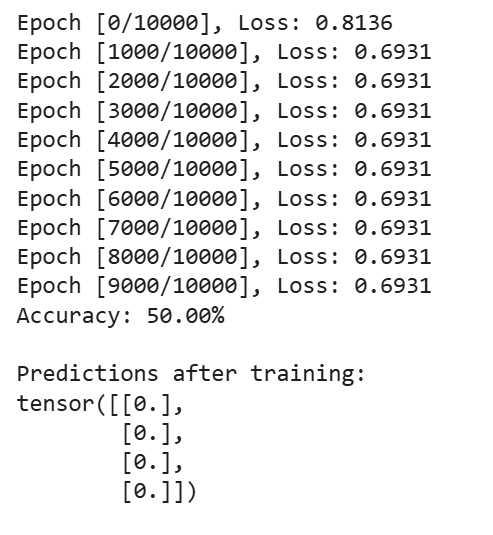 Epoch [0/10000], Loss: 0.8136
Epoch [1000/10000], Loss: 0.6931
Epoch [2000/10000], Loss: 0.6931
Epoch [3000/10000], Loss: 0.6931
Epoch [4000/10000], Loss: 0.6931
Epoch [5000/10000], Loss: 0.6931
Epoch [6000/10000], Loss: 0.6931
Epoch [7000/10000], Loss: 0.6931
Epoch [8000/10000], Loss: 0.6931
Epoch [9000/10000], Loss: 0.6931
Accuracy: 50.00%

Predictions after training:
tensor([[0.],
        [0.],
        [0.],
        [0.]])